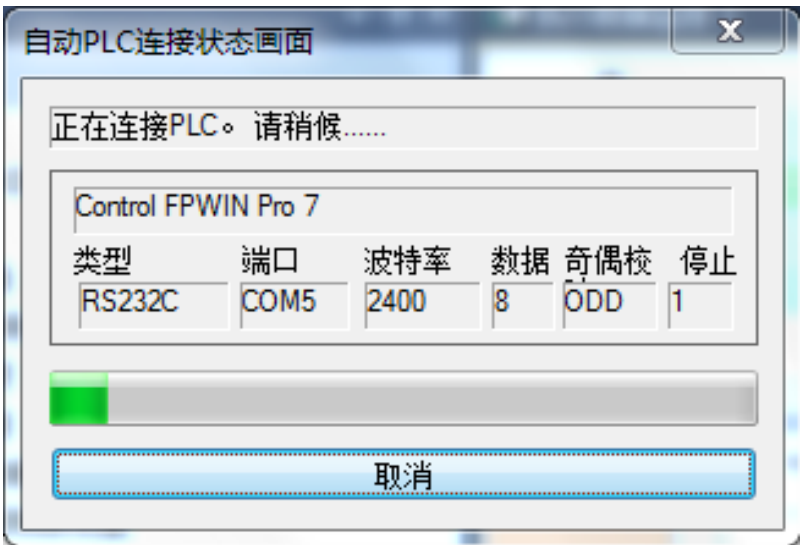 自动PLC连接状态画面
正在连接PLC。请稍候......
Control FPWIN Pro 7
类型 端口 波特率 数据 奇偶校 停止
RS232C COM5 2400 8 ODD 1
取消